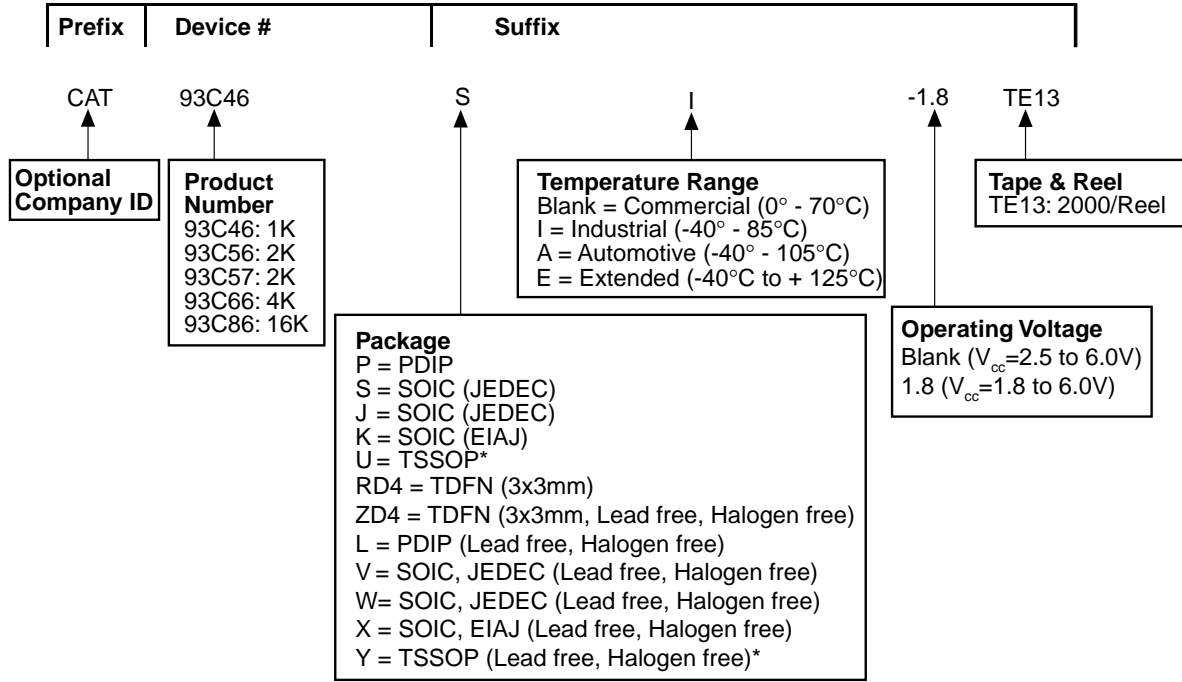 Prefix Device # Suffix
CAT 93C46 S I -1.8 TE13
Optional
Company ID
Product
Number
93C46: 1K
93C56: 2K
93C57: 2K
93C66: 4K
93C86: 16K
Temperature Range
Blank = Commercial (0° - 70°C)
I = Industrial (-40° - 85°C)
A = Automotive (-40° - 105°C)
E = Extended (-40°C to + 125°C)
Tape & Reel
TE13: 2000/Reel
Package
P = PDIP
S = SOIC (JEDEC)
J = SOIC (JEDEC)
K = SOIC (EIAJ)
U = TSSOP*
RD4 = TDFN (3x3mm)
ZD4 = TDFN (3x3mm, Lead free, Halogen free)
L = PDIP (Lead free, Halogen free)
V = SOIC, JEDEC (Lead free, Halogen free)
W= SOIC, JEDEC (Lead free, Halogen free)
X = SOIC, EIAJ (Lead free, Halogen free)
Y = TSSOP (Lead free, Halogen free)*
Operating Voltage
Blank (Vcc=2.5 to 6.0V)
1.8 (Vcc=1.8 to 6.0V)